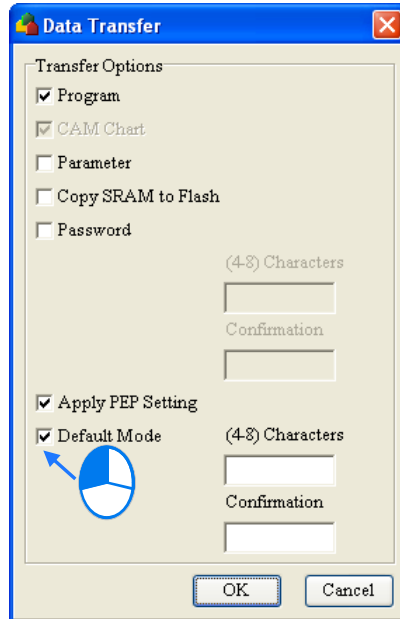 Data Transfer
Transfer Options
Program
CAM Chart
Parameter
Copy SRAM to Flash
Password
(4-8) Characters
Confirmation
Apply PEP Setting
Default Mode (4-8) Characters
Confirmation
OK Cancel